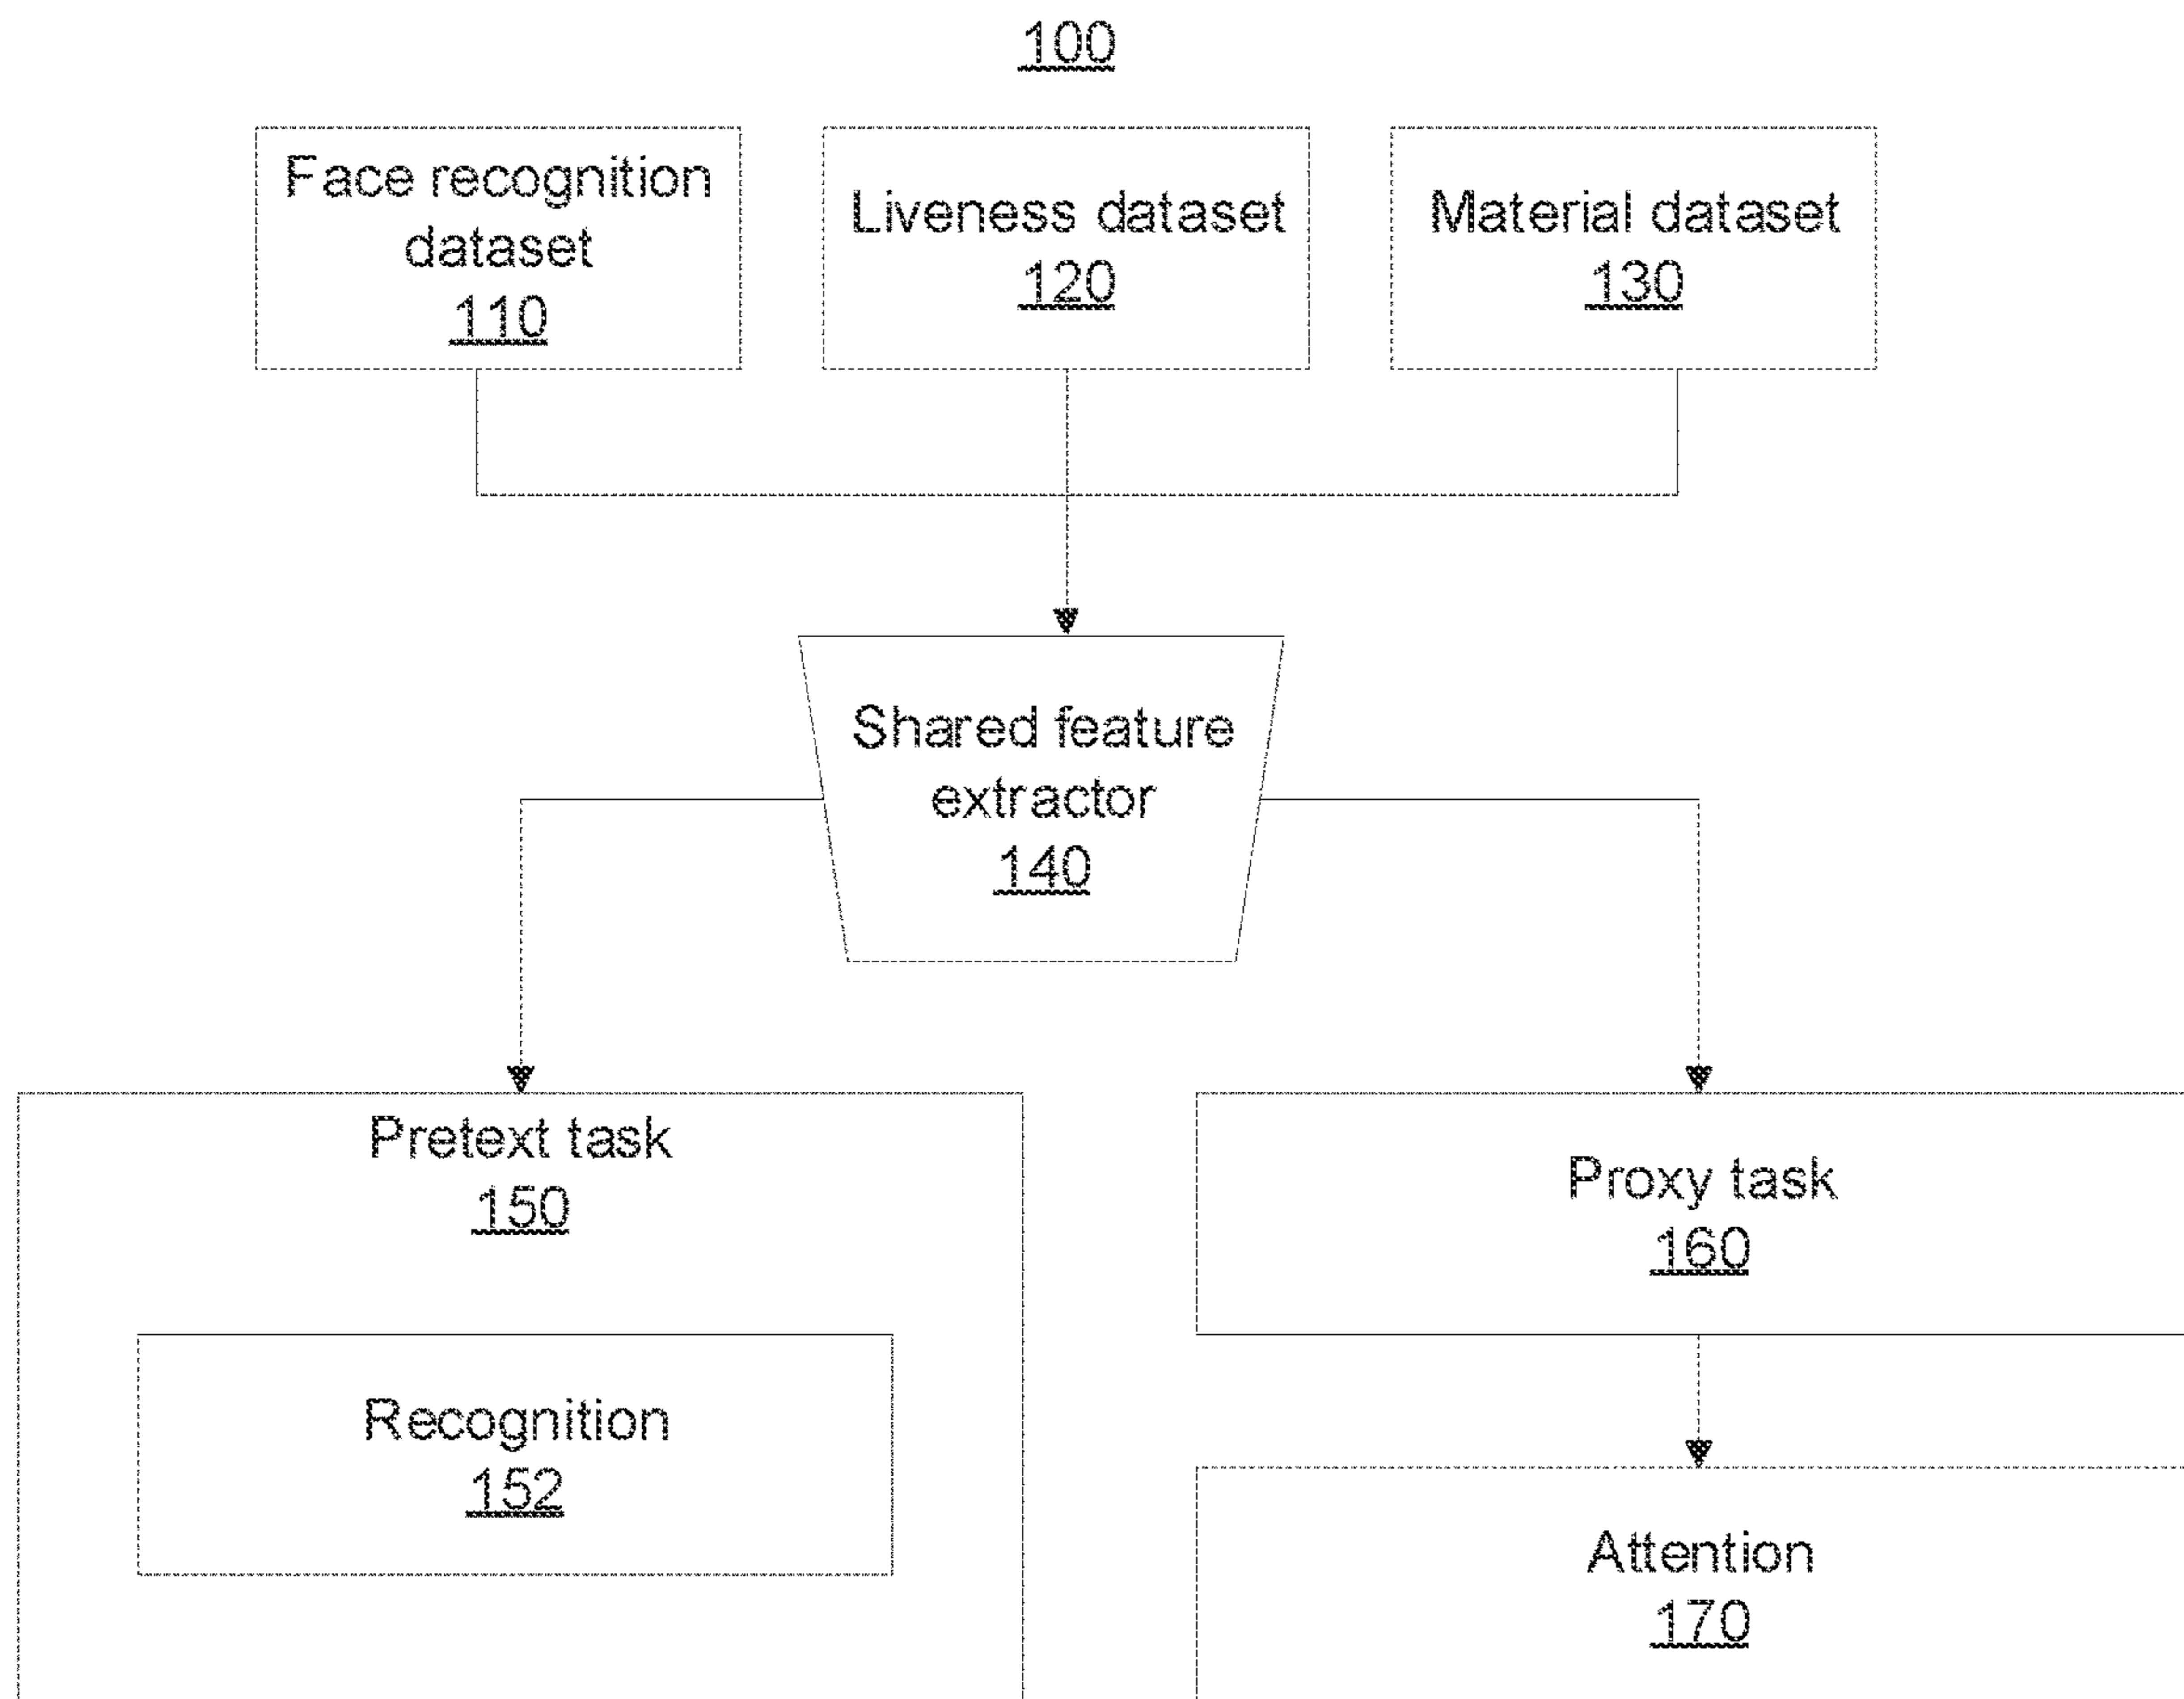 100
Face recognition
dataset
110
Liveness dataset
120
Material dataset
130
Shared feature
extractor
140
Pretext task
150
Recognition
152
Proxy task
160
Attention
170